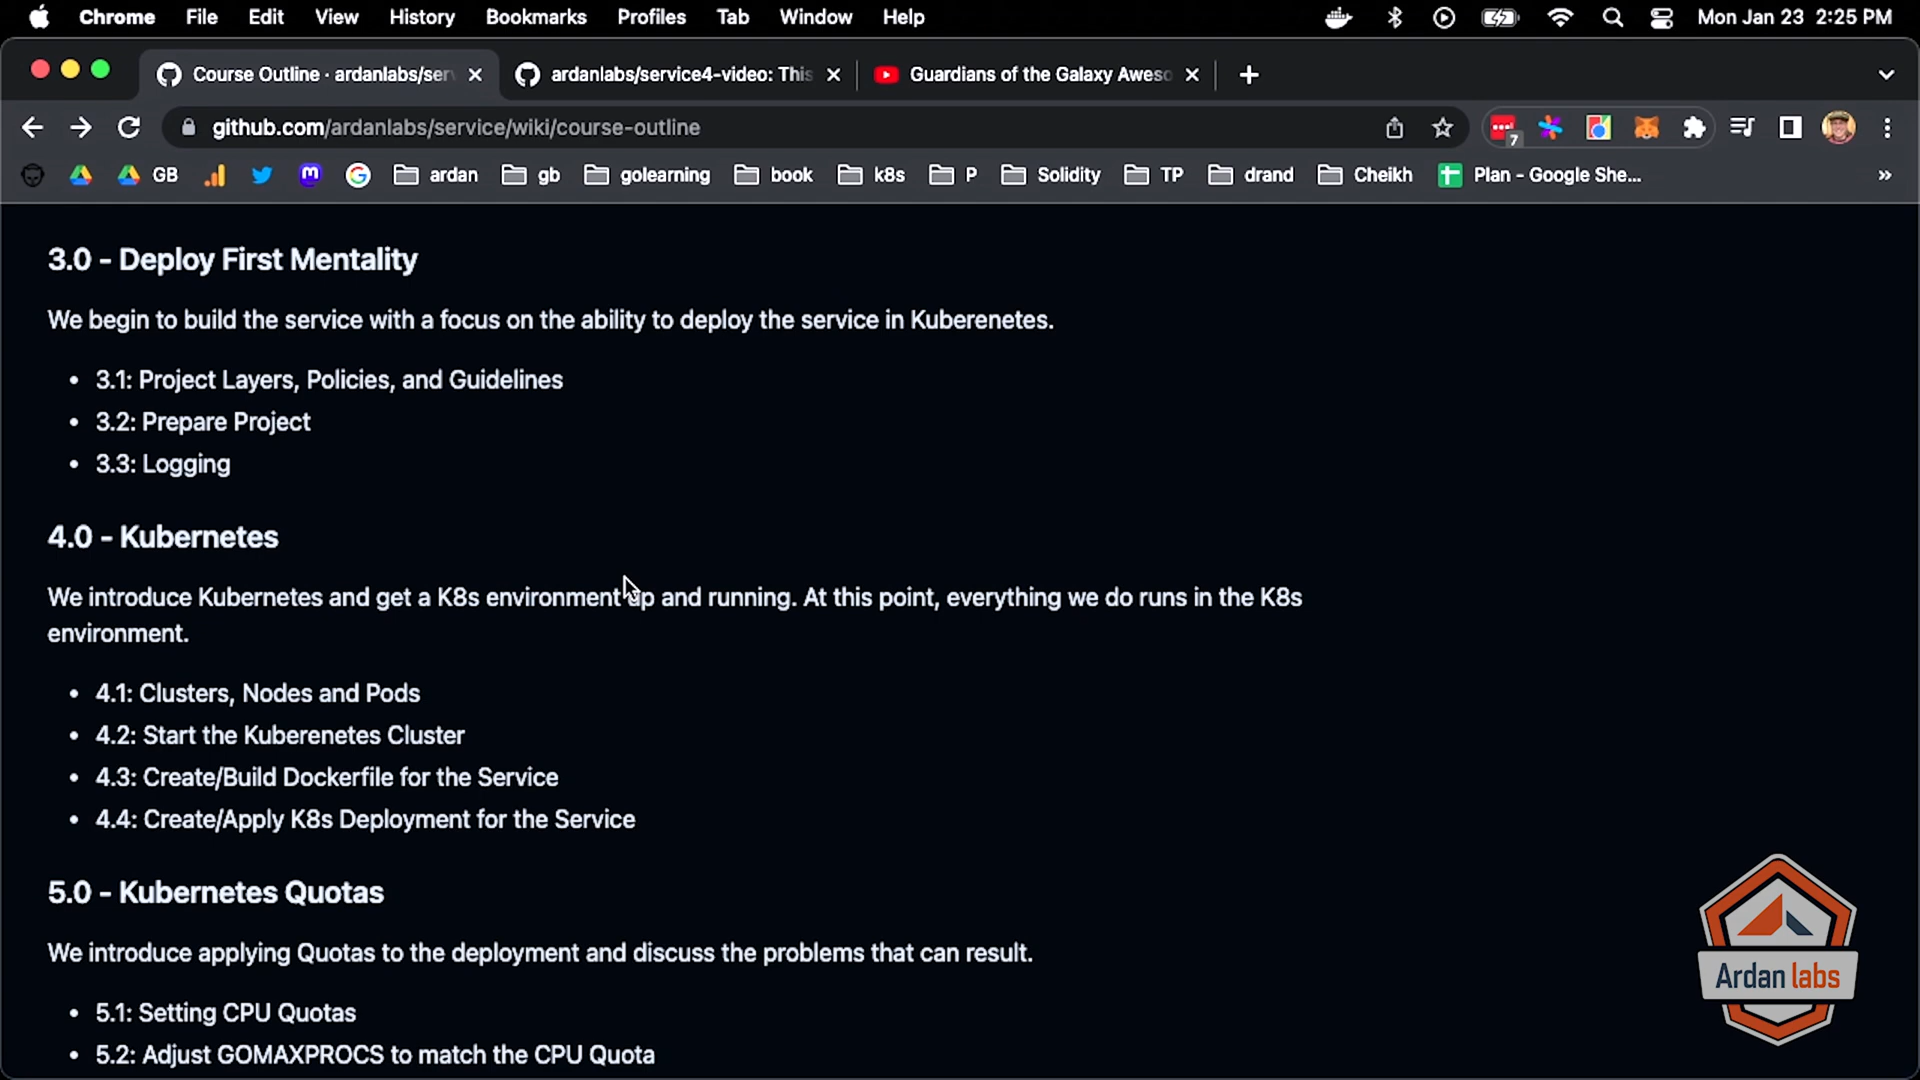 Chrome File Edit View History Bookmarks Profiles Tab Window Help Mon Jan 23 2:25 PM
Course Outline · ardanlabs/ser ardanlabs/service4-video: This Guardians of the Galaxy Aweso
github.com/ardanlabs/service/wiki/course-outline 7
GB ardan gb golearning book k8s P Solidity TP drand Cheikh Plan - Google She... »
3.0 - Deploy First Mentality
We begin to build the service with a focus on the ability to deploy the service in Kuberenetes.
• 3.1: Project Layers, Policies, and Guidelines
• 3.2: Prepare Project
• 3.3: Logging
4.0 - Kubernetes
We introduce Kubernetes and get a K8s environment up and running. At this point, everything we do runs in the K8s
environment.
• 4.1: Clusters, Nodes and Pods
• 4.2: Start the Kuberenetes Cluster
• 4.3: Create/Build Dockerfile for the Service
• 4.4: Create/Apply K8s Deployment for the Service
5.0 - Kubernetes Quotas
We introduce applying Quotas to the deployment and discuss the problems that can result.
• 5.1: Setting CPU Quotas
• 5.2: Adjust GOMAXPROCS to match the CPU Quota
Ardan labs